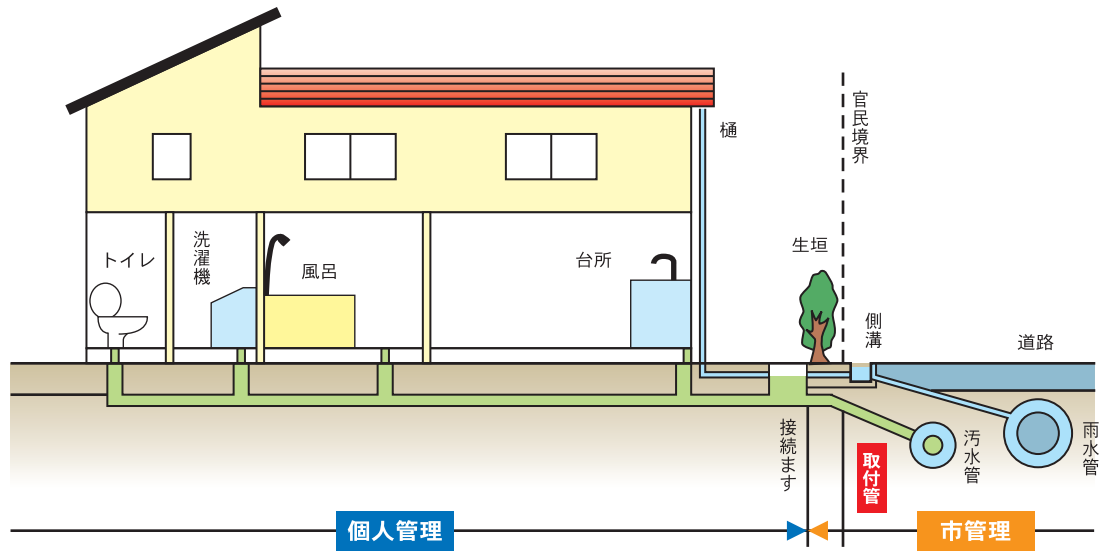 樋
官民境界
トイレ
洗濯機
風呂
台所
生垣
側溝
道路
接続ます
取付管
汚水管
雨水管
個人管理
市管理